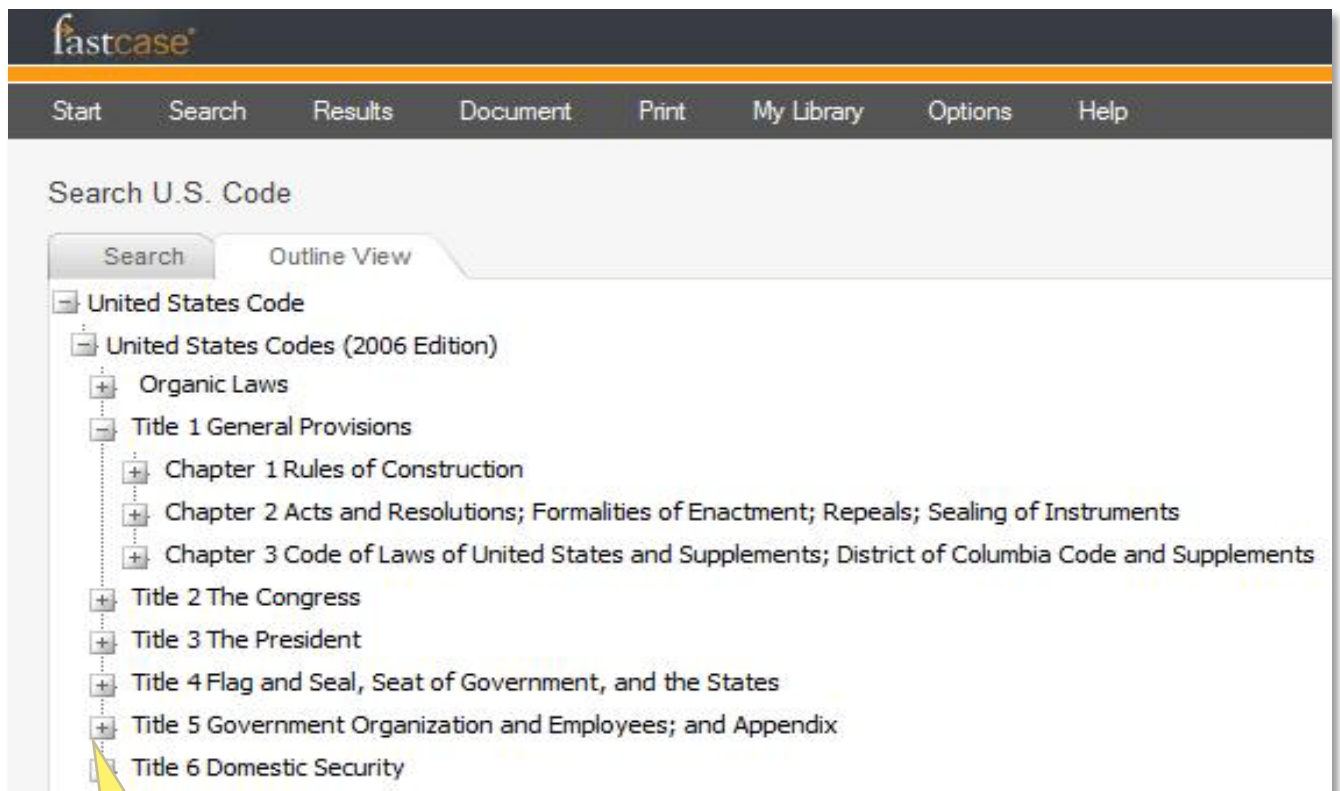 fastcase
Start Search Results Document Print My Library Options Help
Search U.S. Code
Search Outline View
United States Code
United States Codes (2006 Edition)
Organic Laws
Title 1 General Provisions
Chapter 1 Rules of Construction
Chapter 2 Acts and Resolutions; Formalities of Enactment; Repeals; Sealing of Instruments
Chapter 3 Code of Laws of United States and Supplements; District of Columbia Code and Supplements
Title 2 The Congress
Title 3 The President
Title 4 Flag and Seal, Seat of Government, and the States
Title 5 Government Organization and Employees; and Appendix
Title 6 Domestic Security